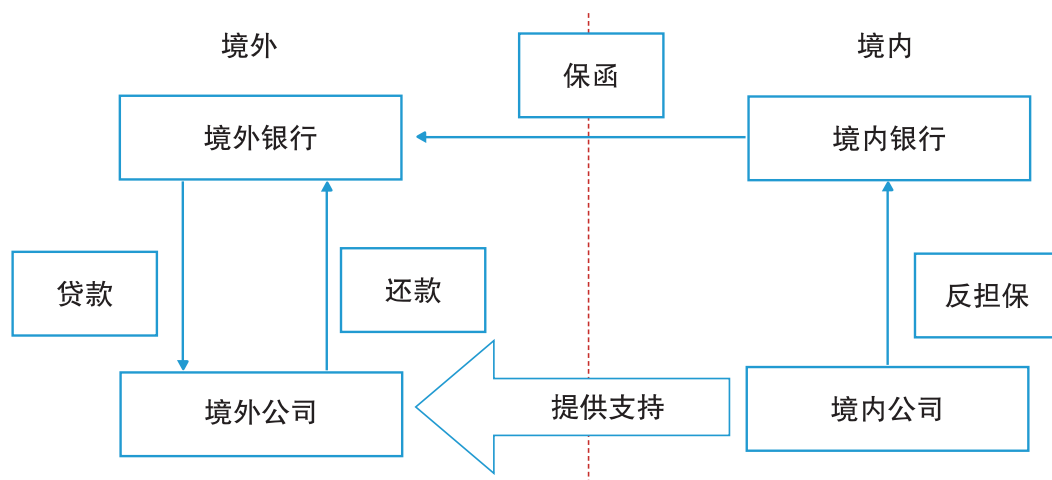 境外
保函
境内
境外银行
境内银行
贷款
还款
反担保
境外公司
提供支持
境内公司